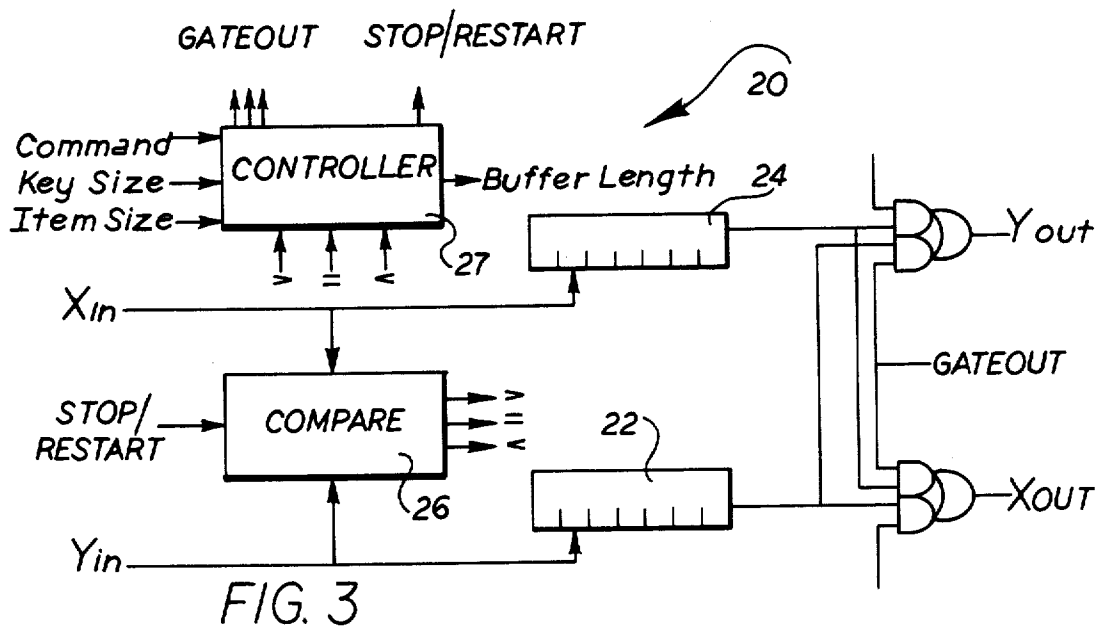 GATEOUT STOP/RESTART
20
Command
Key Size
Item Size
CONTROLLER
Buffer Length
24
27
> = <
Yout
Xin
GATEOUT
STOP/
RESTART
COMPARE
>
=
<
22
26
XOUT
Yin
FIG. 3